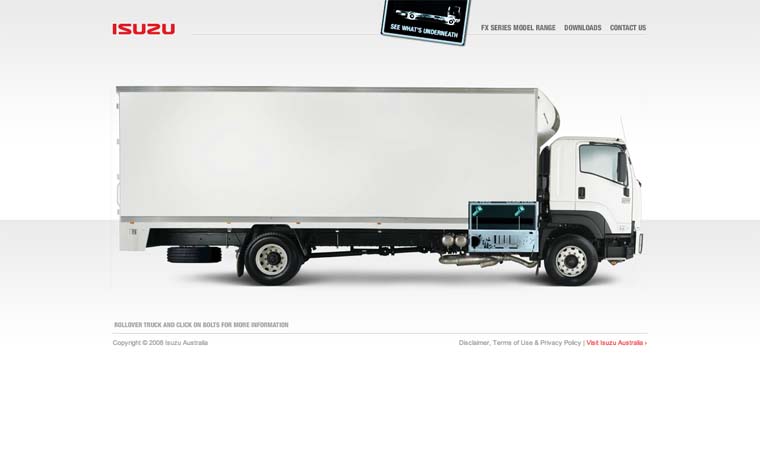 ISUZU
SEE WHAT'S UNDERNEATH
FX SERIES MODEL RANGE
DOWNLOADS
CONTACT US
ROLLOVER TRUCK AND CLICK ON BOLTS FOR MORE INFORMATION
Copyright © 2008 Isuzu Australia
Disclaimer, Terms of Use & Privacy Policy | Visit Isuzu Australia ›